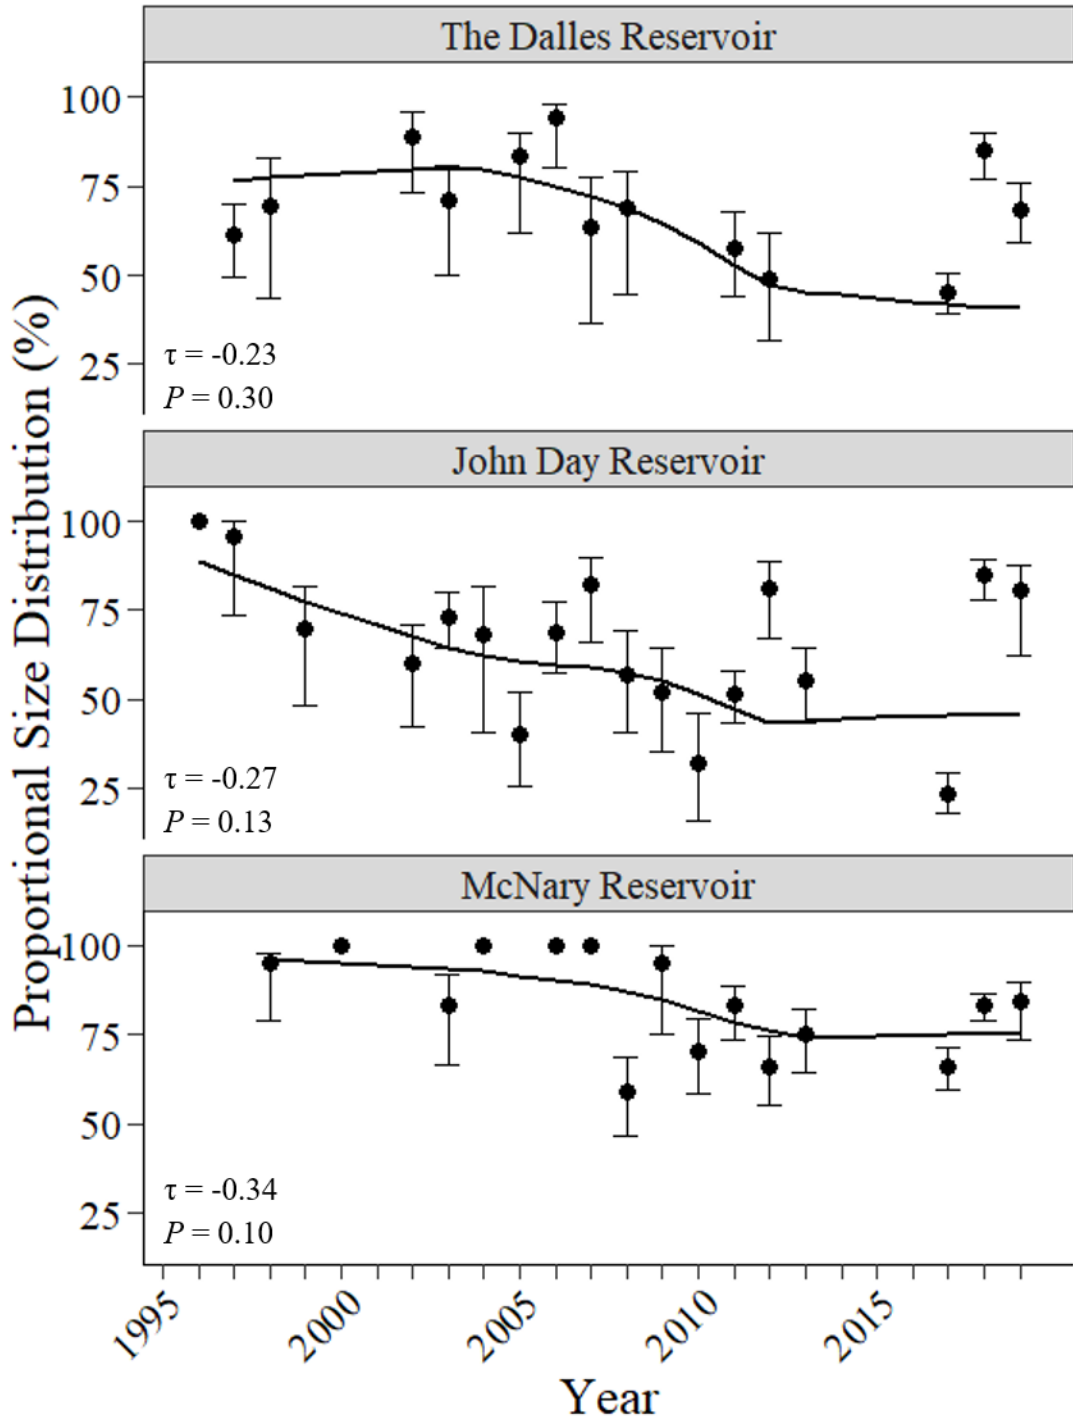 The Dalles Reservoir
100
75
50
25
τ = -0.23
P = 0.30
John Day Reservoir
100
75
50
25
τ = -0.27
P = 0.13
McNary Reservoir
100
75
50
25
τ = -0.34
P = 0.10
Proportional Size Distribution (%)
1995
2000
2005
2010
2015
Year